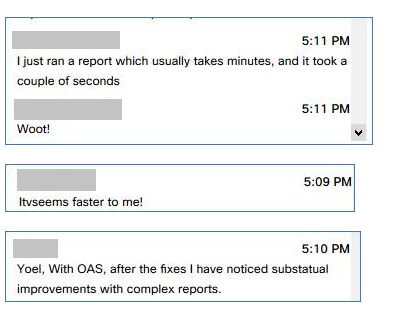 5:11 PM
I just ran a report which usually takes minutes, and it took a
couple of seconds
5:11 PM
Woot!
5:09 PM
Itvseems faster to me!
5:10 PM
Yoel, With OAS, after the fixes I have noticed substatual
improvements with complex reports.